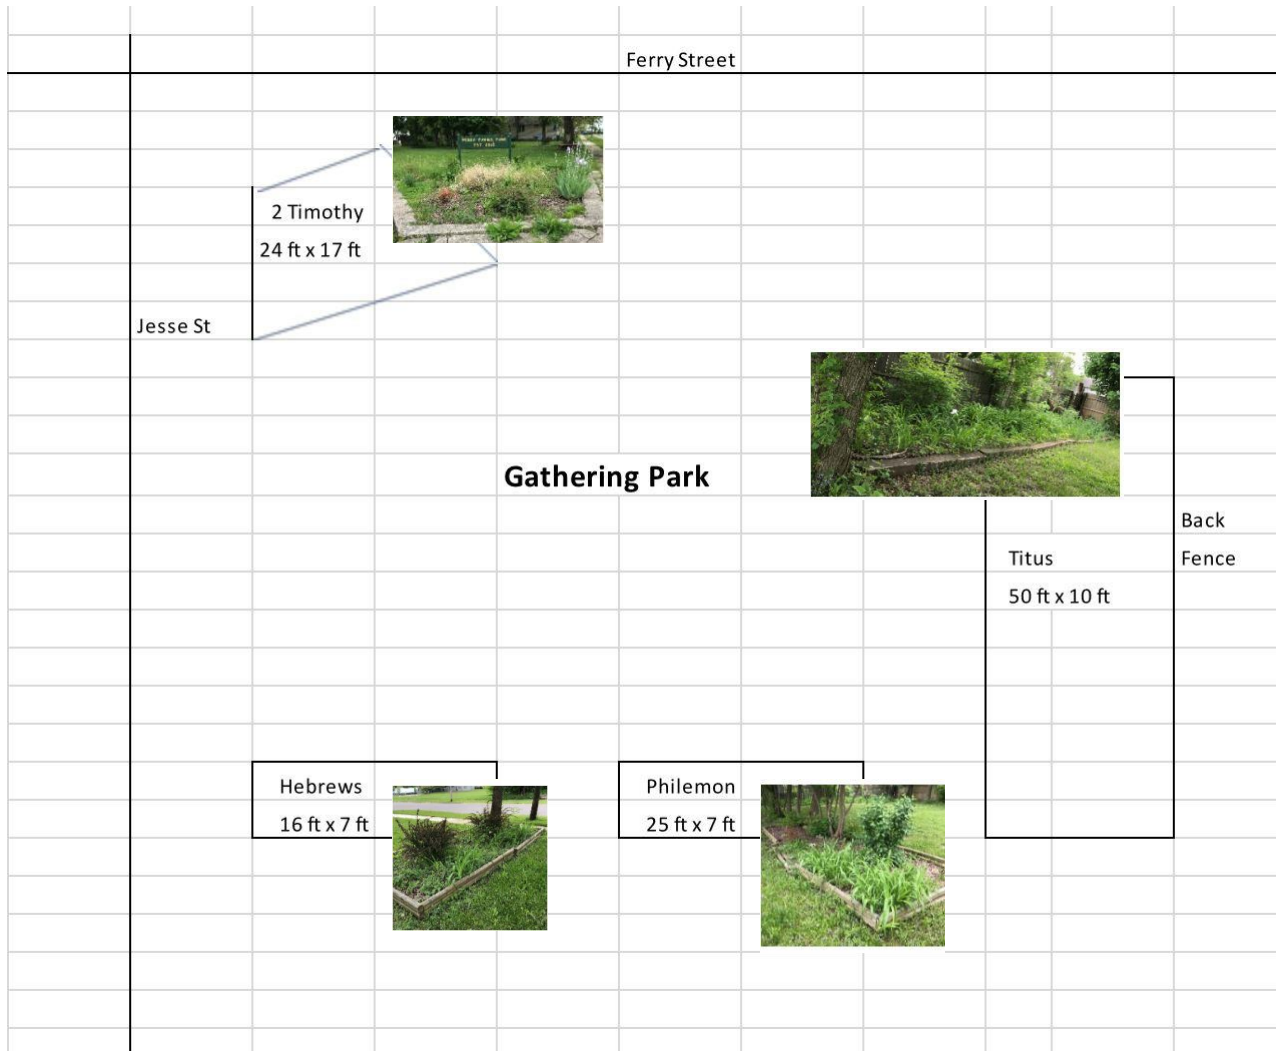 Ferry Street
2 Timothy
24 ft x 17 ft
Jesse St
Gathering Park
Back
Fence
Titus
50 ft x 10 ft
Hebrews
16 ft x 7 ft
Philemon
25 ft x 7 ft